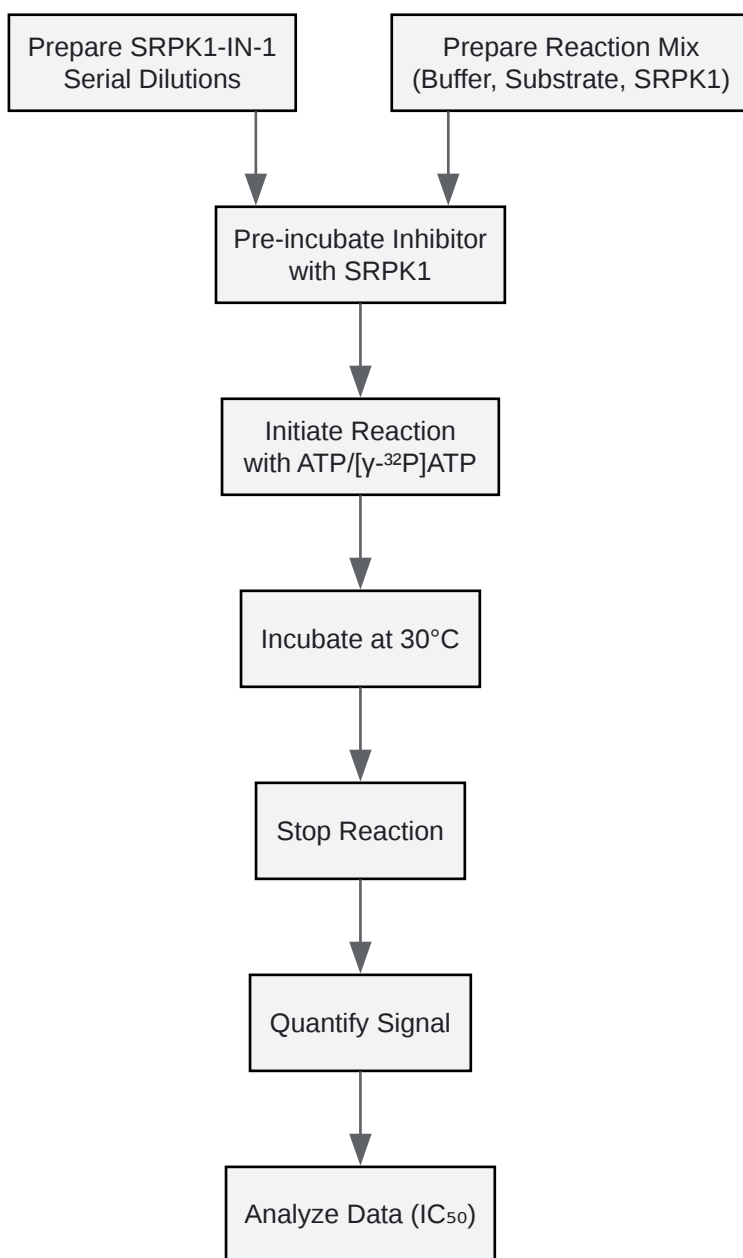 Prepare SRPK1-IN-1
Serial Dilutions
Prepare Reaction Mix
(Buffer, Substrate, SRPK1)
Pre-incubate Inhibitor
with SRPK1
Initiate Reaction
with ATP/[γ-³²P]ATP
Incubate at 30°C
Stop Reaction
Quantify Signal
Analyze Data (IC₅₀)